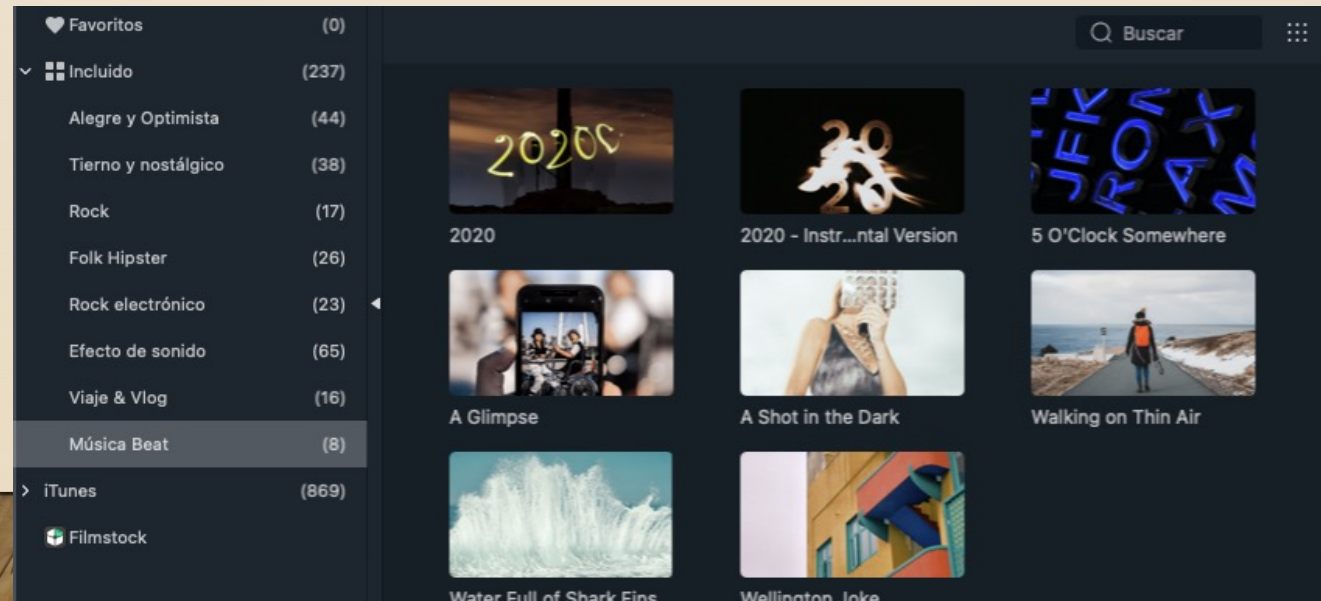 Favoritos (0)
Incluido (237)
Alegre y Optimista (44)
Tierno y nostálgico (38)
Rock (17)
Folk Hipster (26)
Rock electrónico (23)
Efecto de sonido (65)
Viaje & Vlog (16)
Música Beat (8)
iTunes (869)
Filmstock
Buscar
2020
2020 - Instr...ntal Version
5 O'Clock Somewhere
A Glimpse
A Shot in the Dark
Walking on Thin Air
Water Full of Shark Fins
Wellington Joke